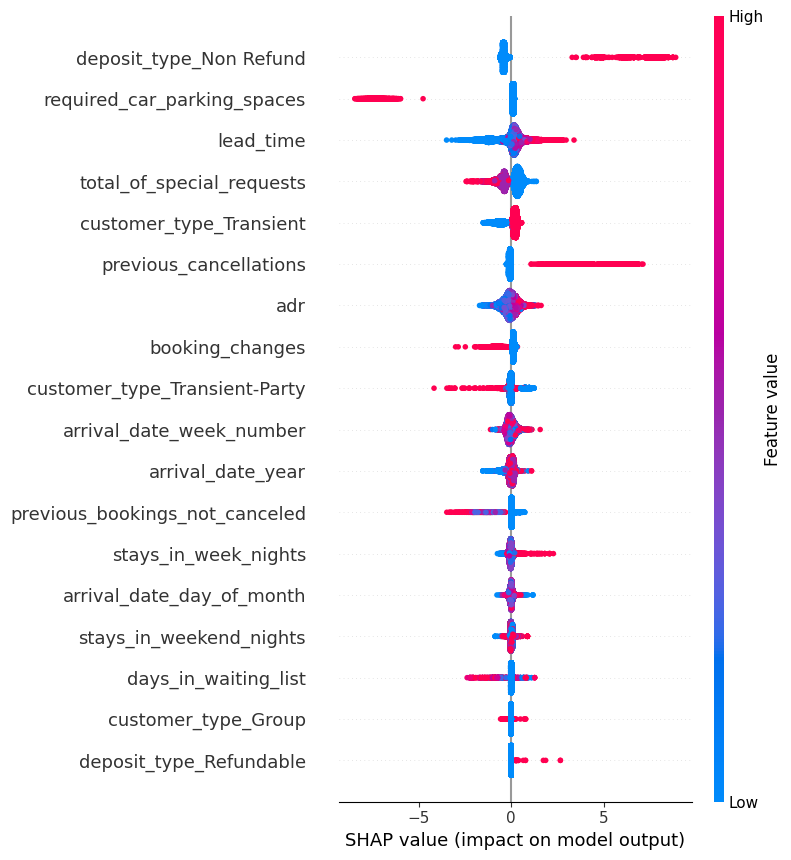 High
deposit_type_Non Refund
required_car_parking_spaces
lead_time
total_of_special_requests
customer_type_Transient
previous_cancellations
adr
booking_changes
customer_type_Transient-Party
arrival_date_week_number
arrival_date_year
previous_bookings_not_canceled
stays_in_week_nights
arrival_date_day_of_month
stays_in_weekend_nights
days_in_waiting_list
customer_type_Group
deposit_type_Refundable
Feature value
Low
−5 0 5
SHAP value (impact on model output)